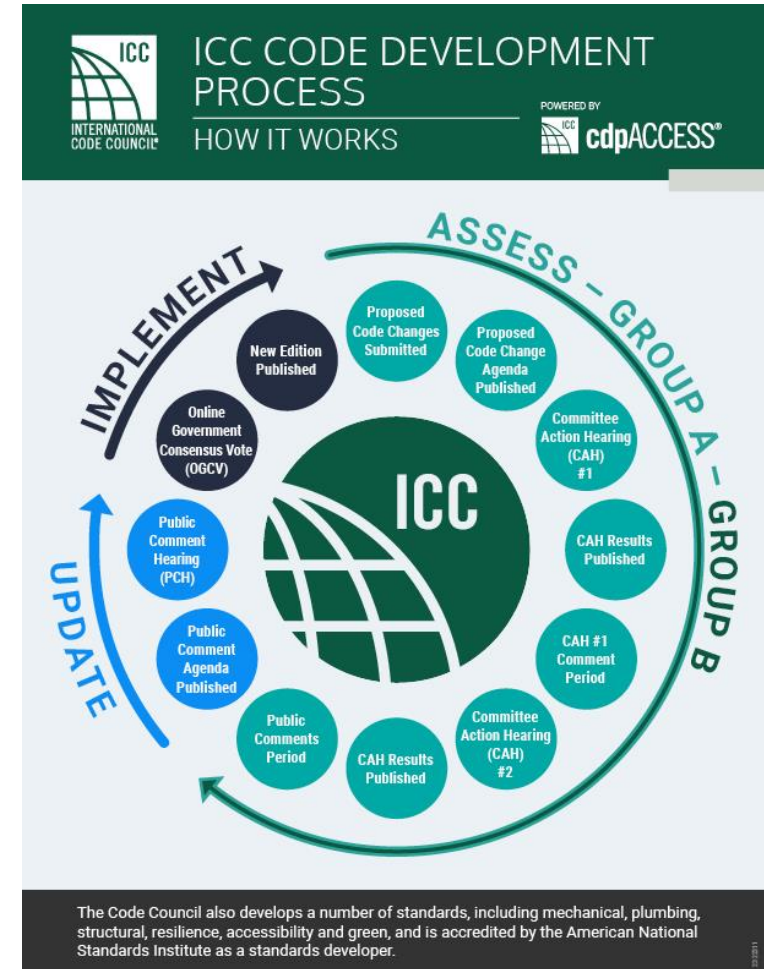 ICC
INTERNATIONAL
CODE COUNCIL®
ICC CODE DEVELOPMENT
PROCESS
HOW IT WORKS
POWERED BY
ICC
cdpACCESS®
ASSESS – GROUP A – GROUP B
Proposed
Code Changes
Submitted
Proposed
Code Change
Agenda
Published
Committee
Action Hearing
(CAH)
#1
CAH Results
Published
CAH #1
Comment
Period
Committee
Action Hearing
(CAH)
#2
CAH Results
Published
Public
Comments
Period
UPDATE
Public
Comment
Agenda
Published
Public
Comment
Hearing
(PCH)
IMPLEMENT
Online
Government
Consensus Vote
(OGCV)
New Edition
Published
ICC
The Code Council also develops a number of standards, including mechanical, plumbing,
structural, resilience, accessibility and green, and is accredited by the American National
Standards Institute as a standards developer.